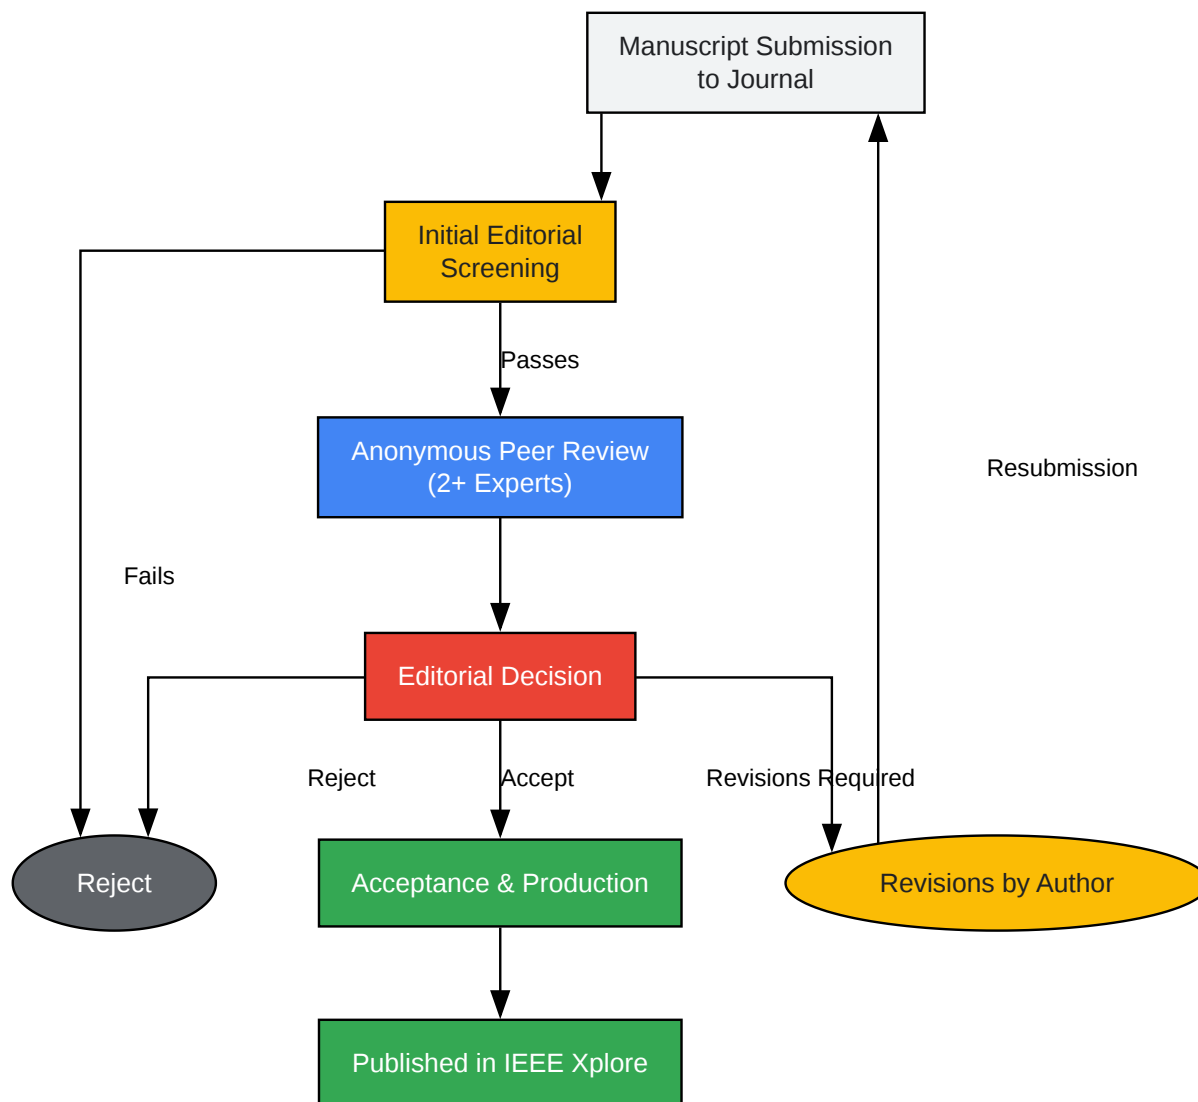 Manuscript Submission
to Journal
Initial Editorial
Screening
Passes
Anonymous Peer Review
(2+ Experts)
Resubmission
Fails
Editorial Decision
Reject
Accept
Revisions Required
Reject
Acceptance & Production
Revisions by Author
Published in IEEE Xplore